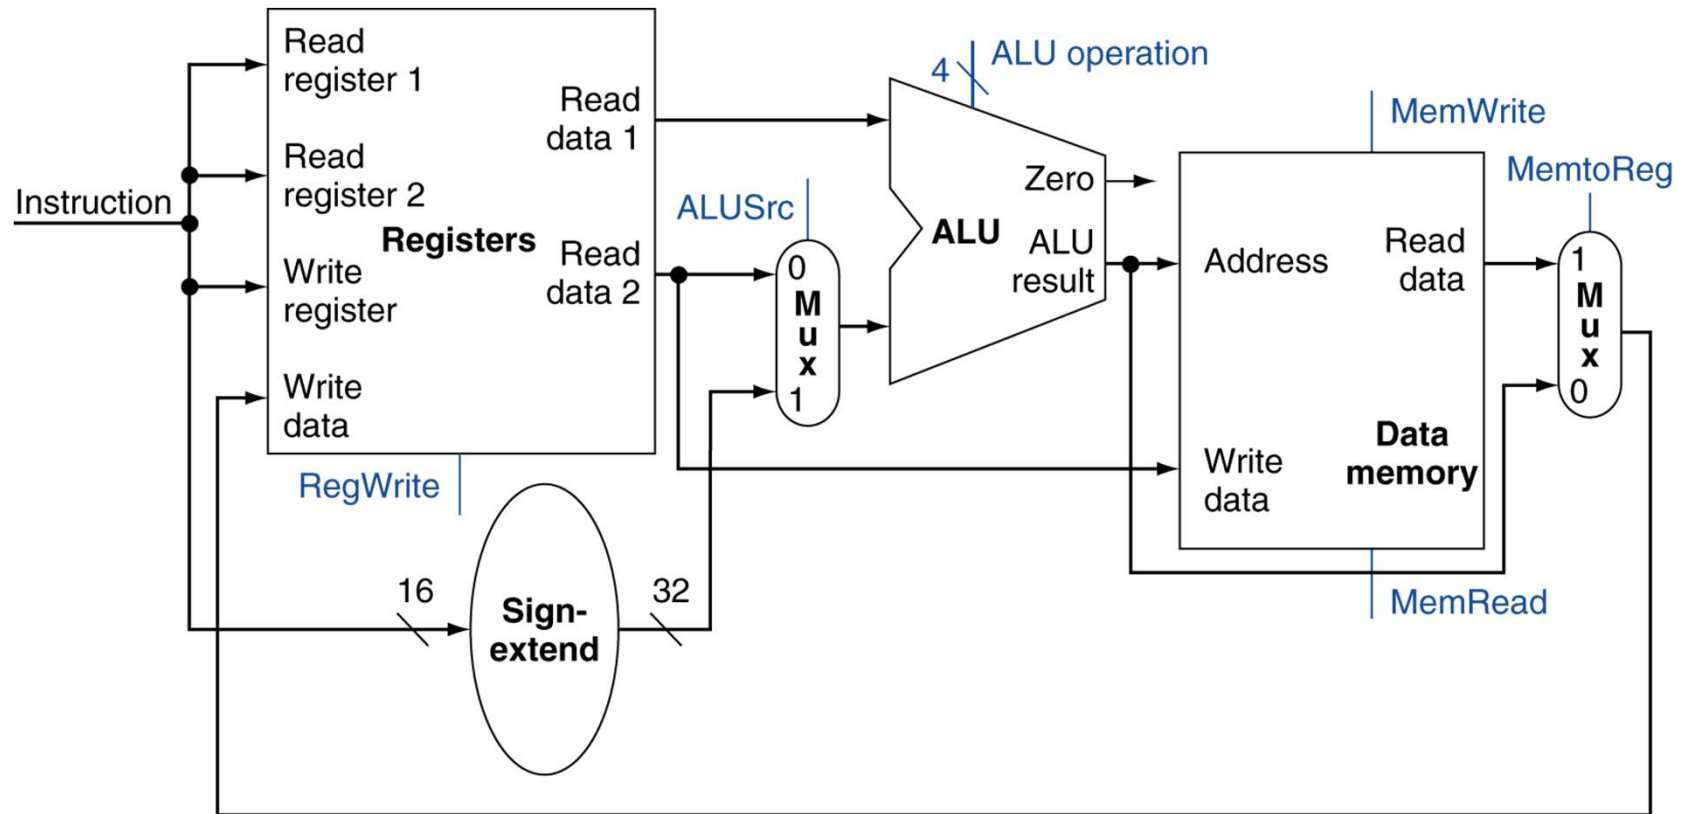 Instruction
Read
register 1
Read
register 2
Registers
Write
register
Write
data
Read
data 1
Read
data 2
RegWrite
16
Sign-
extend
32
ALUSrc
0
M
u
x
1
4
ALU operation
ALU
Zero
ALU
result
MemWrite
Address
Read
data
Write
data
Data
memory
MemRead
MemtoReg
1
M
u
x
0